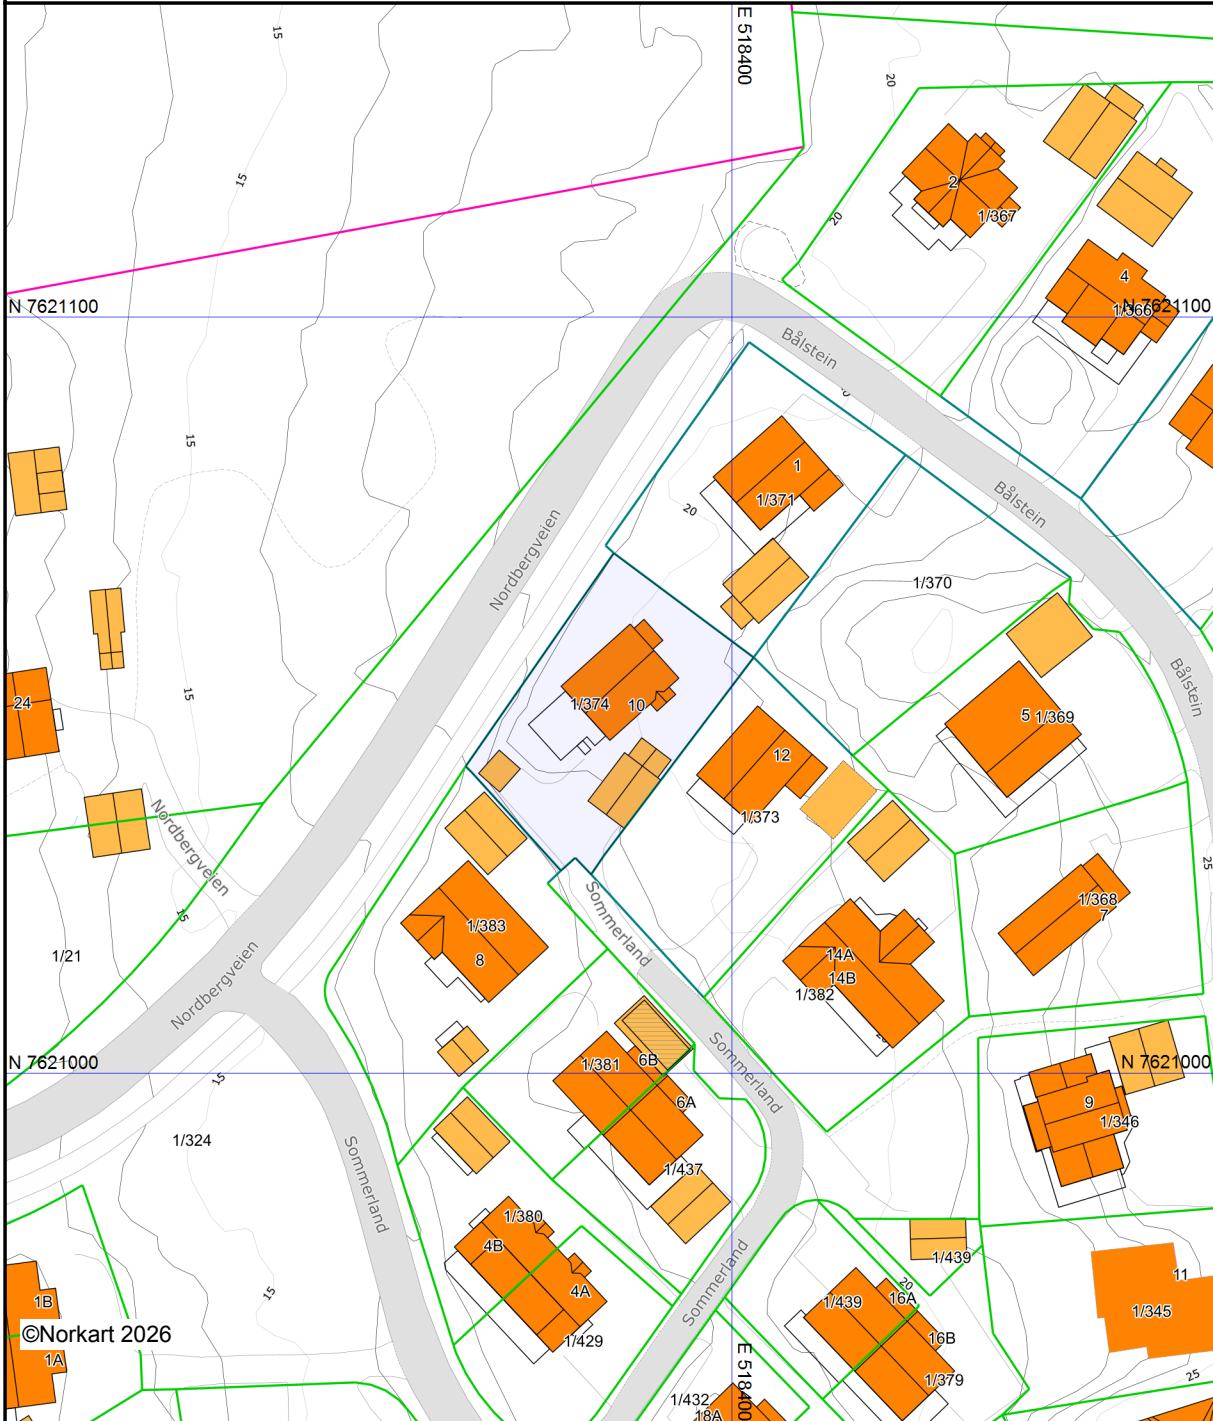 E 518400
15
20
15
2
1/367
20
4
N 7621100
N 7621100
1/366
Bålstein
15
1
1/371
20
Bålstein
Nordbergveien
1/370
Bålstein
15
24
1/374
10
5
1/369
12
1/373
Nordbergveien
25
15
Sommerland
1/368
7
1/383
8
14A
14B
1/382
1/21
Nordbergveien
N 7621000
N 7621000
15
1/381
6B
6A
Sommerland
9
1/346
1/324
Sommerland
1/437
1/380
4B
4A
1/429
Sommerland
1/439
20
15
1B
1A
©Norkart 2026
1/439
16A
16B
1/379
11
1/345
25
E 518400
1/432
18A